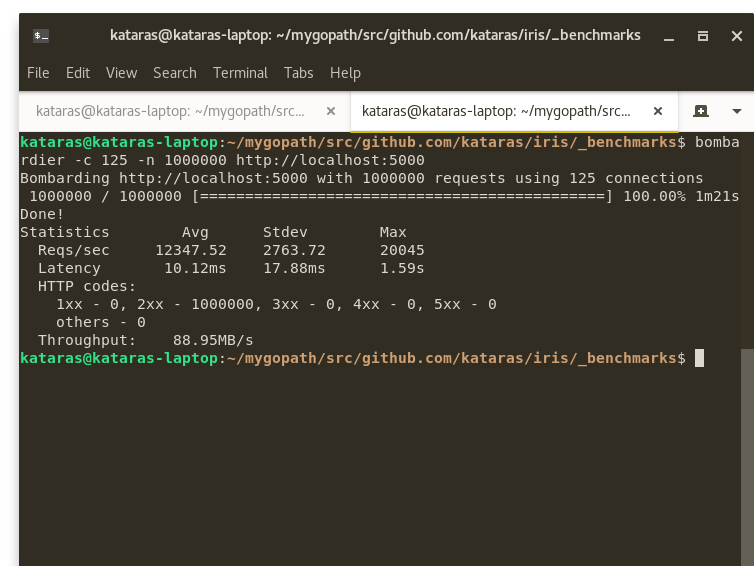 kataras@kataras-laptop: ~/mygopath/src/github.com/kataras/iris/_benchmarks
File Edit View Search Terminal Tabs Help
kataras@kataras-laptop: ~/mygopath/src... × kataras@kataras-laptop: ~/mygopath/src... ×
kataras@kataras-laptop:~/mygopath/src/github.com/kataras/iris/_benchmarks$ bomba
rdier -c 125 -n 1000000 http://localhost:5000
Bombarding http://localhost:5000 with 1000000 requests using 125 connections
 1000000 / 1000000 [=============================================] 100.00% 1m21s
Done!
Statistics        Avg      Stdev        Max
  Reqs/sec     12347.52    2763.72      20045
  Latency       10.12ms    17.88ms      1.59s
  HTTP codes:
    1xx - 0, 2xx - 1000000, 3xx - 0, 4xx - 0, 5xx - 0
    others - 0
  Throughput:    88.95MB/s
kataras@kataras-laptop:~/mygopath/src/github.com/kataras/iris/_benchmarks$